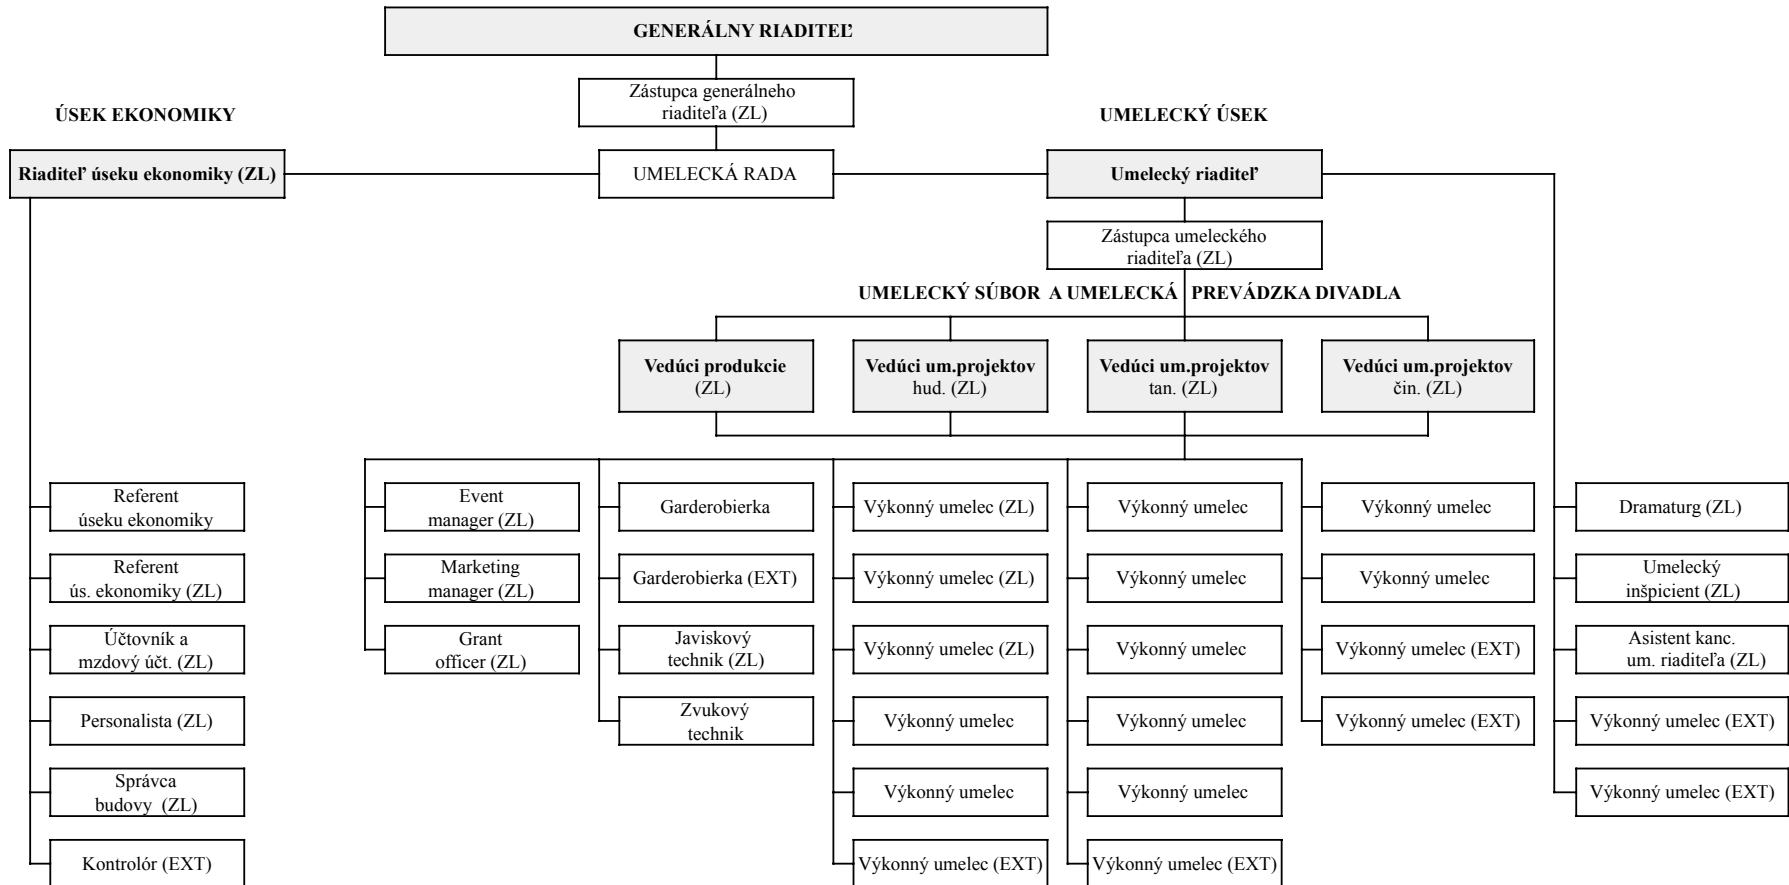 GENERÁLNY RIADITEĽ
Zástupca generálneho
riaditeľa (ZL)
ÚSEK EKONOMIKY
UMELECKÝ ÚSEK
Riaditeľ úseku ekonomiky (ZL)
UMELECKÁ RADA
Umelecký riaditeľ
Zástupca umeleckého
riaditeľa (ZL)
UMELECKÝ SÚBOR A UMELECKÁ PREVÁDZKA DIVADLA
Vedúci produkcie
(ZL)
Vedúci um.projektov
hud. (ZL)
Vedúci um.projektov
tan. (ZL)
Vedúci um.projektov
čin. (ZL)
Referent
úseku ekonomiky
Referent
ús. ekonomiky (ZL)
Účtovník a
mzdový účt. (ZL)
Personalista (ZL)
Správca
budovy (ZL)
Kontrolór (EXT)
Event
manager (ZL)
Marketing
manager (ZL)
Grant
officer (ZL)
Garderobierka
Garderobierka (EXT)
Javiskový
technik (ZL)
Zvukový
technik
Výkonný umelec (ZL)
Výkonný umelec (ZL)
Výkonný umelec (ZL)
Výkonný umelec
Výkonný umelec
Výkonný umelec (EXT)
Výkonný umelec
Výkonný umelec
Výkonný umelec
Výkonný umelec
Výkonný umelec
Výkonný umelec (EXT)
Výkonný umelec
Výkonný umelec
Výkonný umelec (EXT)
Výkonný umelec (EXT)
Dramaturg (ZL)
Umelecký
inšpicient (ZL)
Asistent kanc.
um. riaditeľa (ZL)
Výkonný umelec (EXT)
Výkonný umelec (EXT)